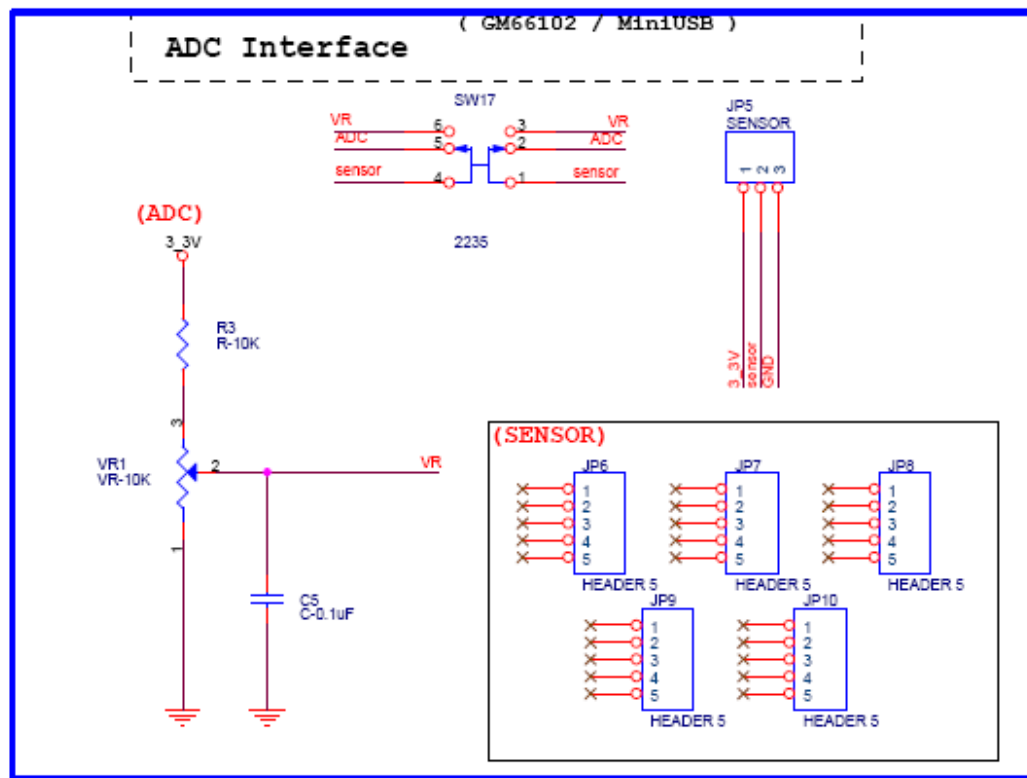 ( GM66102 / MiniUSB )
ADC Interface
SW17
VR 6 3 VR
ADC 5 2 ADC
sensor 4 1 sensor
2235
JP5
SENSOR
1 2 3
3_3V
sensor
GND
(ADC)
3_3V
R3
R-10K
3
VR1
VR-10K
2
VR
1
C5
C-0.1uF
(SENSOR)
JP6
1
2
3
4
5
HEADER 5
JP7
1
2
3
4
5
HEADER 5
JP8
1
2
3
4
5
HEADER 5
JP9
1
2
3
4
5
HEADER 5
JP10
1
2
3
4
5
HEADER 5